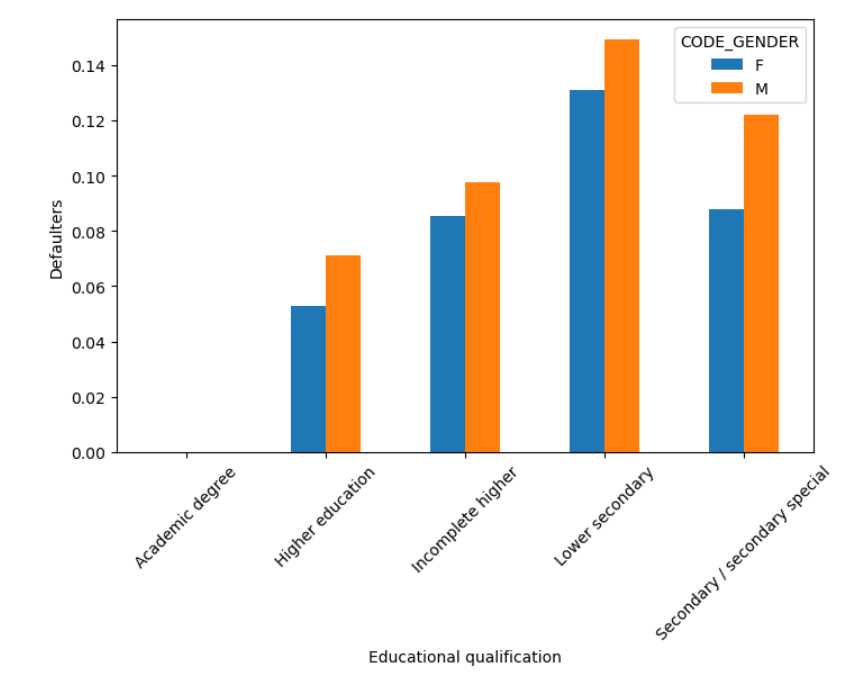 CODE_GENDER
F
M
Defaulters
0.14
0.12
0.10
0.08
0.06
0.04
0.02
0.00
Academic degree
Higher education
Incomplete higher
Lower secondary
Secondary / secondary special
Educational qualification